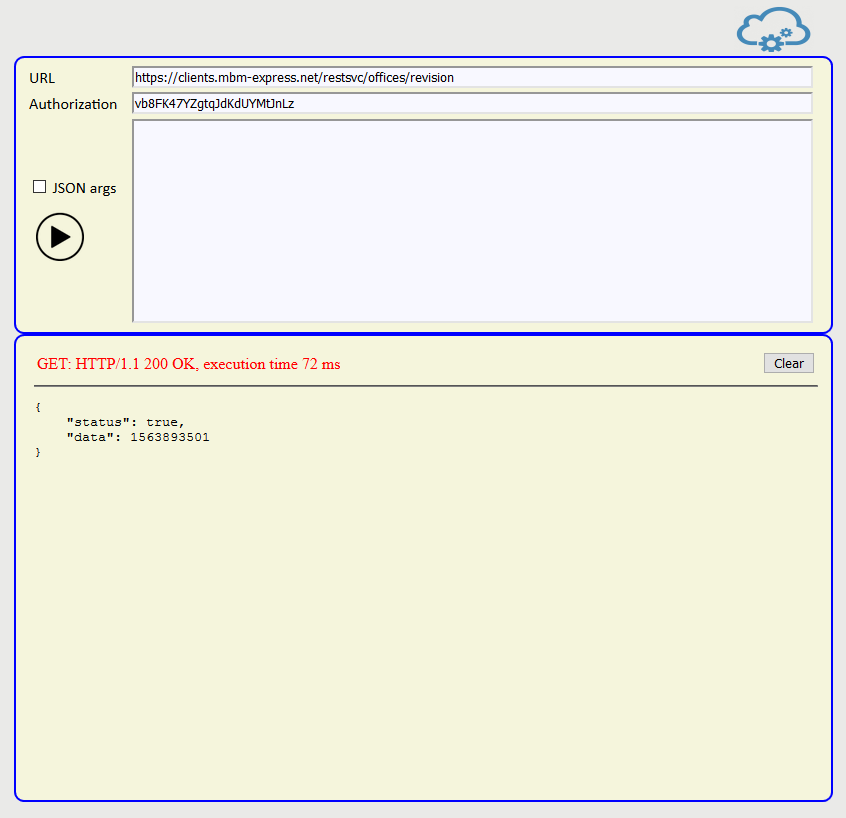 URL
https://clients.mbm-express.net/restsvc/offices/revision
Authorization
vb8FK47YZgtqJdKdUYMtJnLz
JSON args
GET: HTTP/1.1 200 OK, execution time 72 ms
Clear
{
    "status": true,
    "data": 1563893501
}